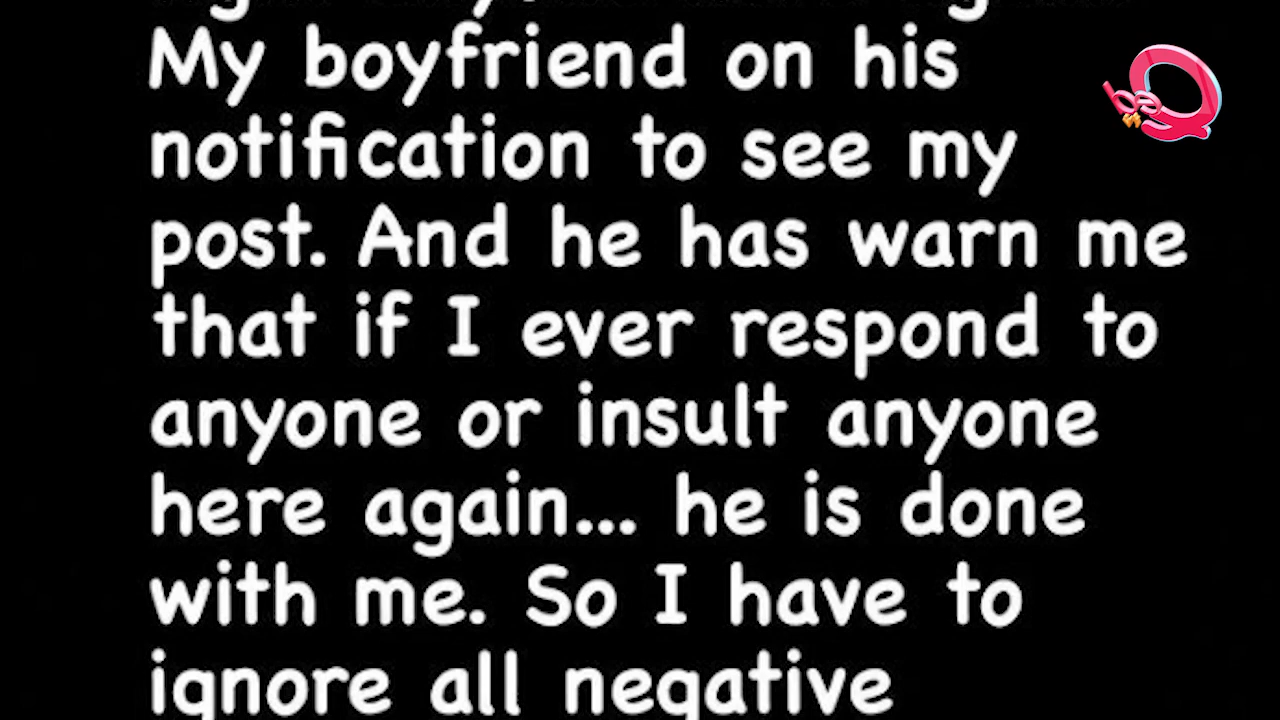 My boyfriend on his
notification to see my
post. And he has warn me
that if I ever respond to
anyone or insult anyone
here again... he is done
with me. So I have to
ignore all negative